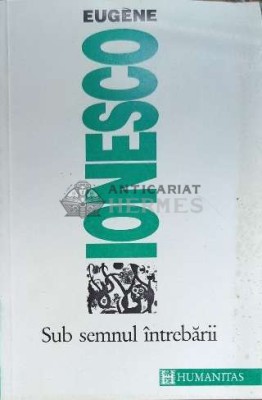 EUGÈNE
IONESCO
ANTICARIAT
HERMES
Sub semnul întrebării
HUMANITAS